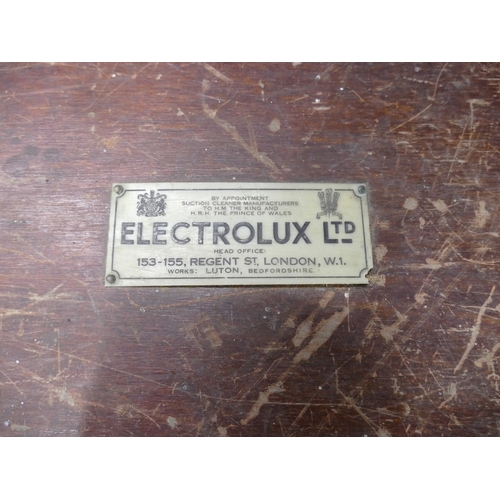 BY APPOINTMENT
SUCTION CLEANER MANUFACTURERS
TO H.M. THE KING AND
H.R.H. THE PRINCE OF WALES
ELECTROLUX LTD
HEAD OFFICE:
153-155, REGENT ST, LONDON, W.1.
WORKS: LUTON, BEDFORDSHIRE.